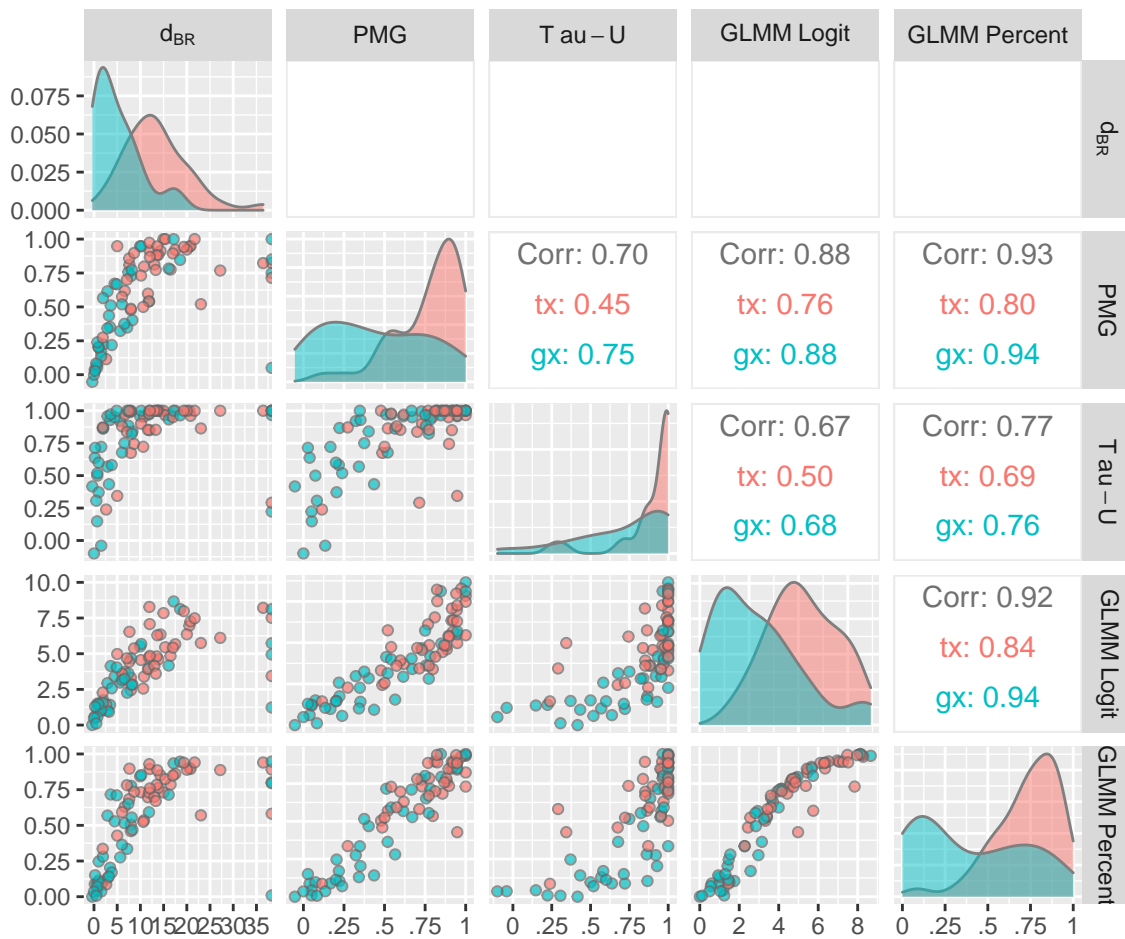 d_BR PMG Tau–U GLMM Logit GLMM Percent
0.075
0.050
0.025
0.000
d_BR
1.00
0.75
0.50
0.25
0.00
Corr: 0.70
tx: 0.45
gx: 0.75
Corr: 0.88
tx: 0.76
gx: 0.88
Corr: 0.93
tx: 0.80
gx: 0.94
PMG
1.00
0.75
0.50
0.25
0.00
Corr: 0.67
tx: 0.50
gx: 0.68
Corr: 0.77
tx: 0.69
gx: 0.76
Tau–U
10.0
7.5
5.0
2.5
0.0
Corr: 0.92
tx: 0.84
gx: 0.94
GLMM Logit
1.00
0.75
0.50
0.25
0.00
GLMM Percent
0 5 10 15 20 25 30 35
0 .25 .5 .75 1
0 .25 .5 .75 1
0 2 4 6 8
0 .25 .5 .75 1